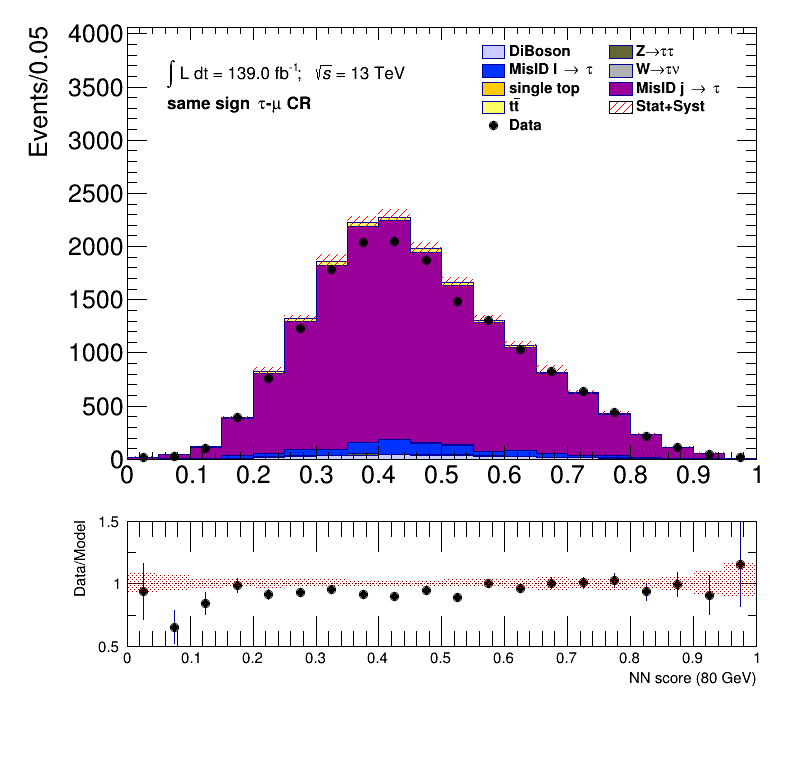 Events/0.05
4000
3500
3000
2500
2000
1500
1000
500
0
∫ L dt = 139.0 fb⁻¹; √s = 13 TeV
same sign τ-μ CR
DiBoson
MisID l → τ
single top
tt̄
Data
Z→ττ
W→τν
MisID j → τ
Stat+Syst
0 0.1 0.2 0.3 0.4 0.5 0.6 0.7 0.8 0.9 1
Data/Model
1.5
1
0.5
0 0.1 0.2 0.3 0.4 0.5 0.6 0.7 0.8 0.9 1
NN score (80 GeV)